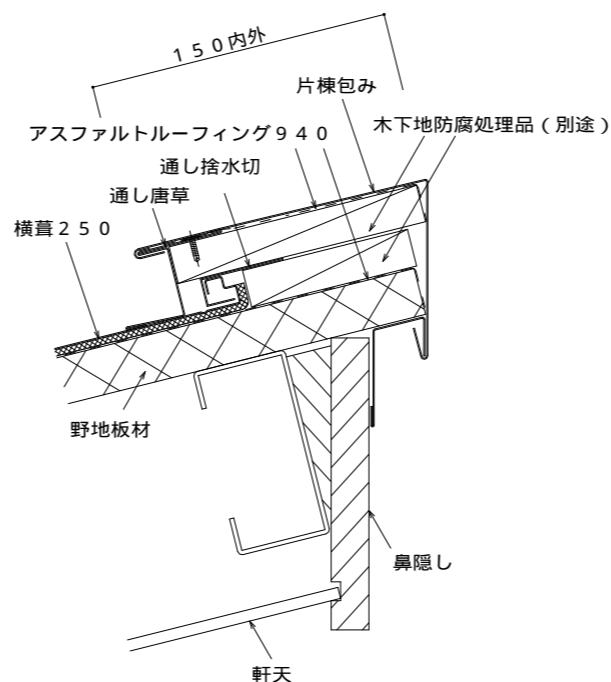 １５０内外
片棟包み
アスファルトルーフィング９４０
木下地防腐処理品（別途）
通し捨水切
通し唐草
横葺２５０
野地板材
鼻隠し
軒天